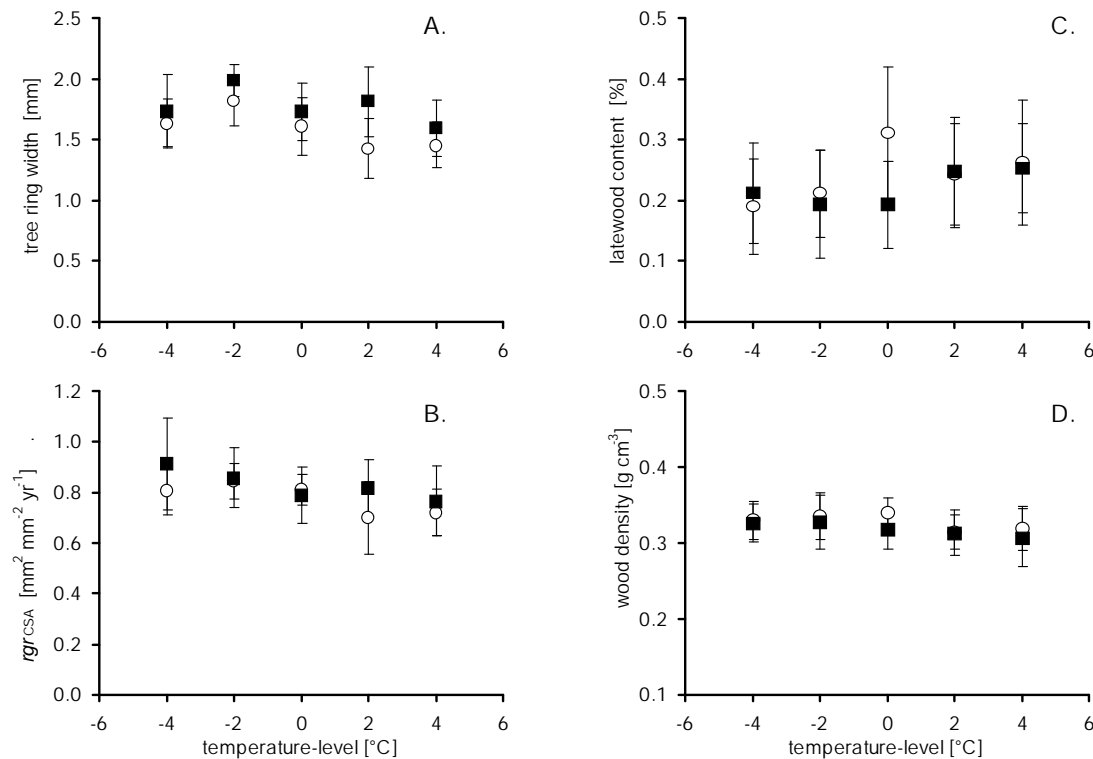 A.
2.5
2.0
1.5
1.0
0.5
0.0
tree ring width [mm]
-6 -4 -2 0 2 4 6
C.
0.5
0.4
0.3
0.2
0.1
0.0
latewood content [%]
-6 -4 -2 0 2 4 6
B.
1.2
1.0
0.8
0.6
0.4
0.2
0.0
rgrCSA [mm² mm⁻² yr⁻¹] .
-6 -4 -2 0 2 4 6
temperature-level [°C]
D.
0.5
0.4
0.3
0.2
0.1
wood density [g cm⁻³]
-6 -4 -2 0 2 4 6
temperature-level [°C]